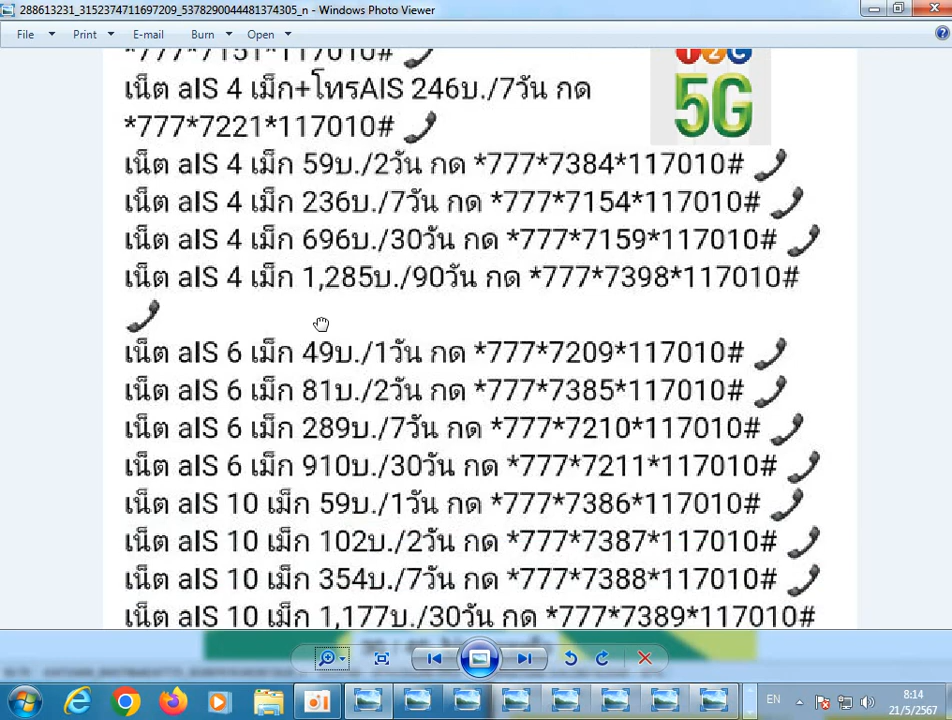 288613231_3152374711697209_5378290044481374305_n - Windows Photo Viewer
File Print E-mail Burn Open
*777*7151*117010#
เน็ต aIS 4 เม็ก+โทรAIS 246บ./7วัน กด
*777*7221*117010#
5G
เน็ต aIS 4 เม็ก 59บ./2วัน กด *777*7384*117010#
เน็ต aIS 4 เม็ก 236บ./7วัน กด *777*7154*117010#
เน็ต aIS 4 เม็ก 696บ./30วัน กด *777*7159*117010#
เน็ต aIS 4 เม็ก 1,285บ./90วัน กด *777*7398*117010#
เน็ต aIS 6 เม็ก 49บ./1วัน กด *777*7209*117010#
เน็ต aIS 6 เม็ก 81บ./2วัน กด *777*7385*117010#
เน็ต aIS 6 เม็ก 289บ./7วัน กด *777*7210*117010#
เน็ต aIS 6 เม็ก 910บ./30วัน กด *777*7211*117010#
เน็ต aIS 10 เม็ก 59บ./1วัน กด *777*7386*117010#
เน็ต aIS 10 เม็ก 102บ./2วัน กด *777*7387*117010#
เน็ต aIS 10 เม็ก 354บ./7วัน กด *777*7388*117010#
เน็ต aIS 10 เม็ก 1,177บ./30วัน กด *777*7389*117010#
EN
8:14
21/5/2567